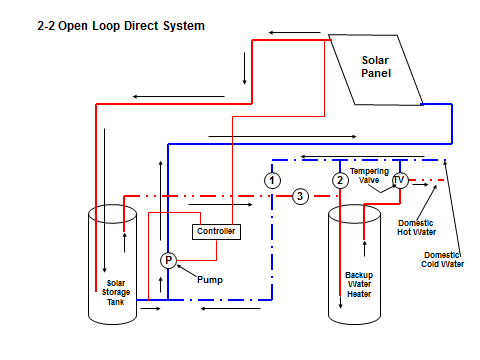 2-2 Open Loop Direct System
Solar
Panel
Tempering
Valve
1
2
TV
3
Domestic
Hot Water
Controller
Domestic
Cold Water
P
Pump
Solar
Storage
Tank
Backup
Water
Heater